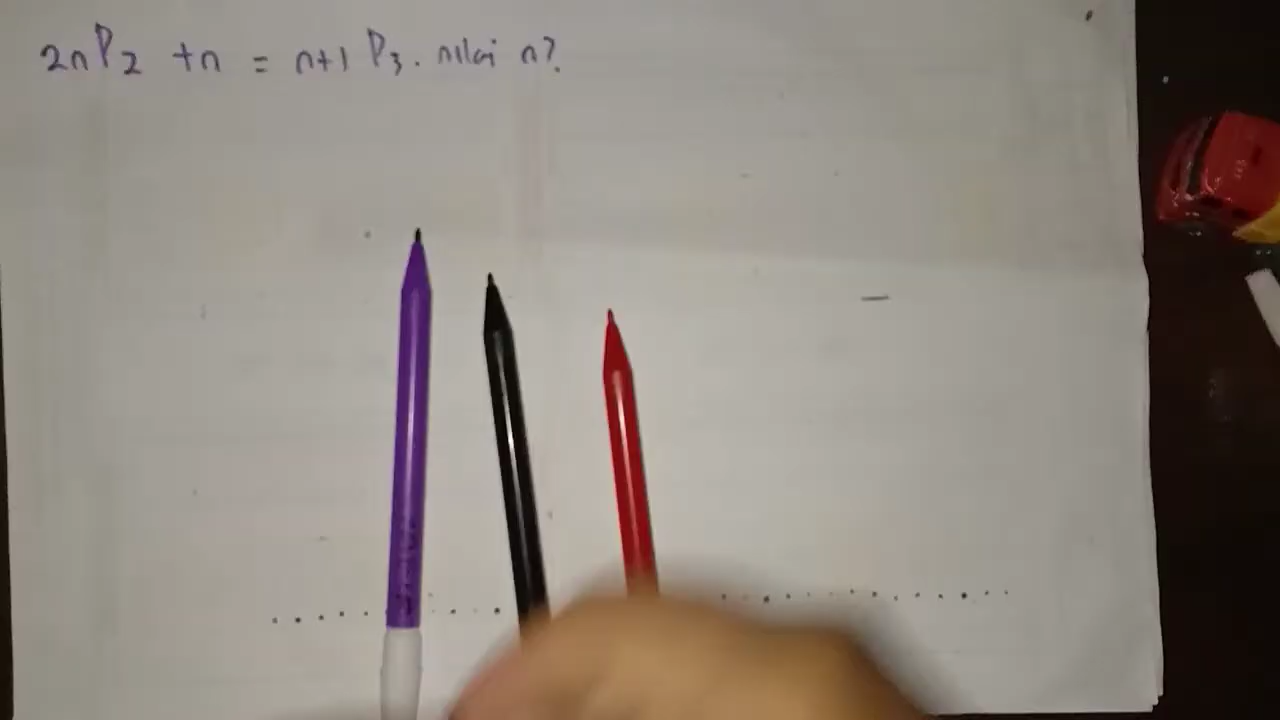 2nP2 +n = n+1 P3. nilai n?